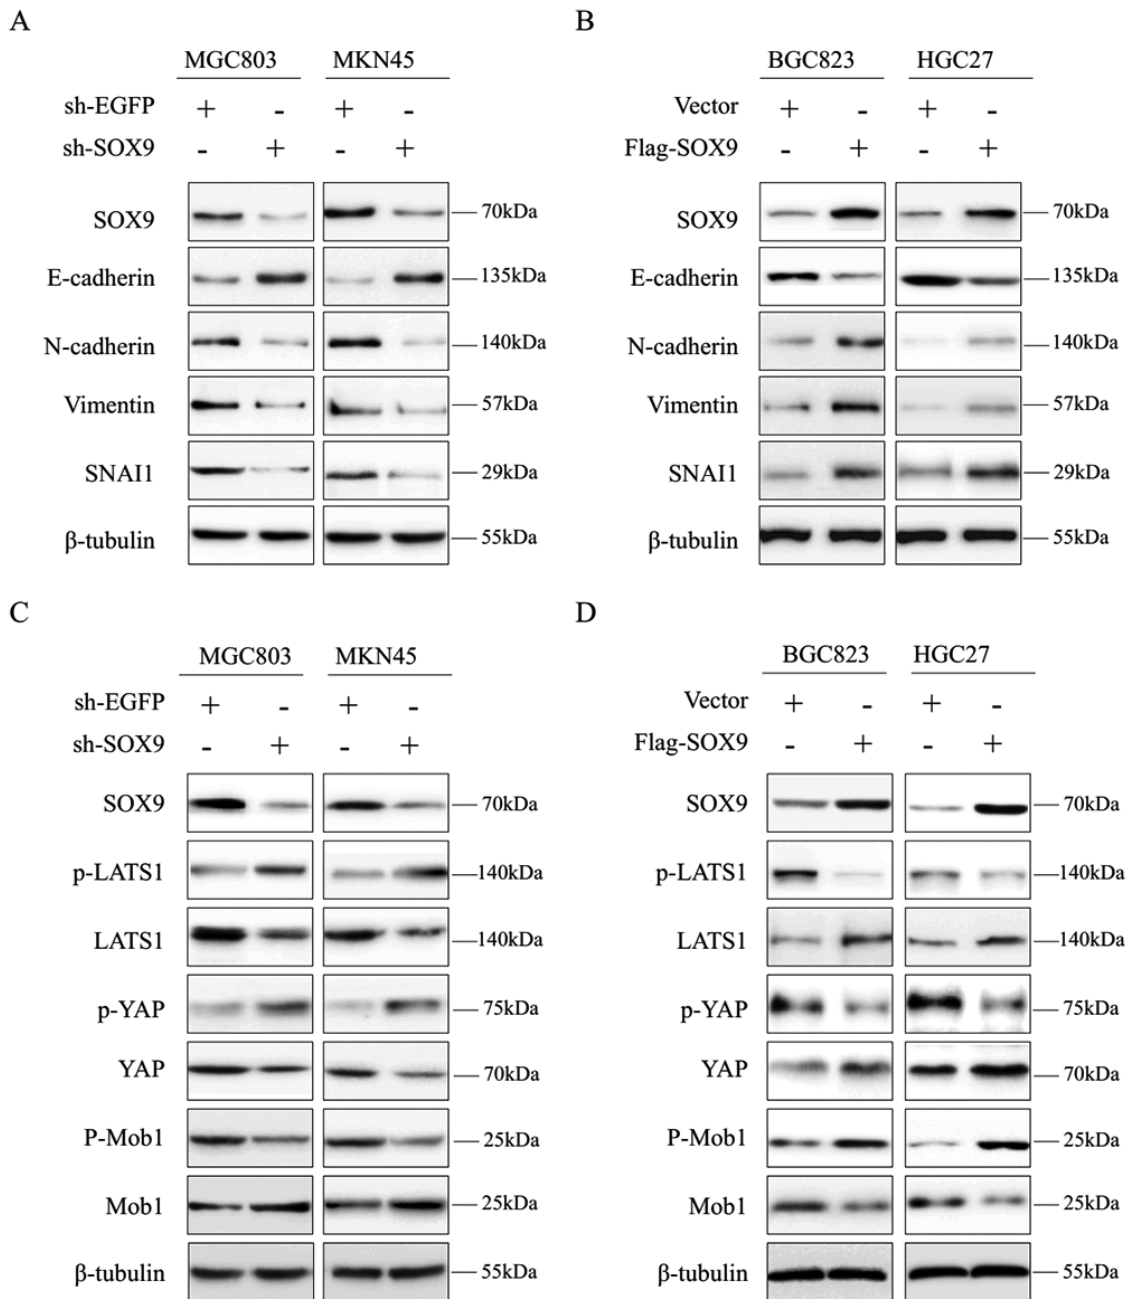 A
MGC803 MKN45
sh-EGFP + - + -
sh-SOX9 - + - +
SOX9 70kDa
E-cadherin 135kDa
N-cadherin 140kDa
Vimentin 57kDa
SNAI1 29kDa
β-tubulin 55kDa
B
BGC823 HGC27
Vector + - + -
Flag-SOX9 - + - +
SOX9 70kDa
E-cadherin 135kDa
N-cadherin 140kDa
Vimentin 57kDa
SNAI1 29kDa
β-tubulin 55kDa
C
MGC803 MKN45
sh-EGFP + - + -
sh-SOX9 - + - +
SOX9 70kDa
p-LATS1 140kDa
LATS1 140kDa
p-YAP 75kDa
YAP 70kDa
P-Mob1 25kDa
Mob1 25kDa
β-tubulin 55kDa
D
BGC823 HGC27
Vector + - + -
Flag-SOX9 - + - +
SOX9 70kDa
p-LATS1 140kDa
LATS1 140kDa
p-YAP 75kDa
YAP 70kDa
P-Mob1 25kDa
Mob1 25kDa
β-tubulin 55kDa